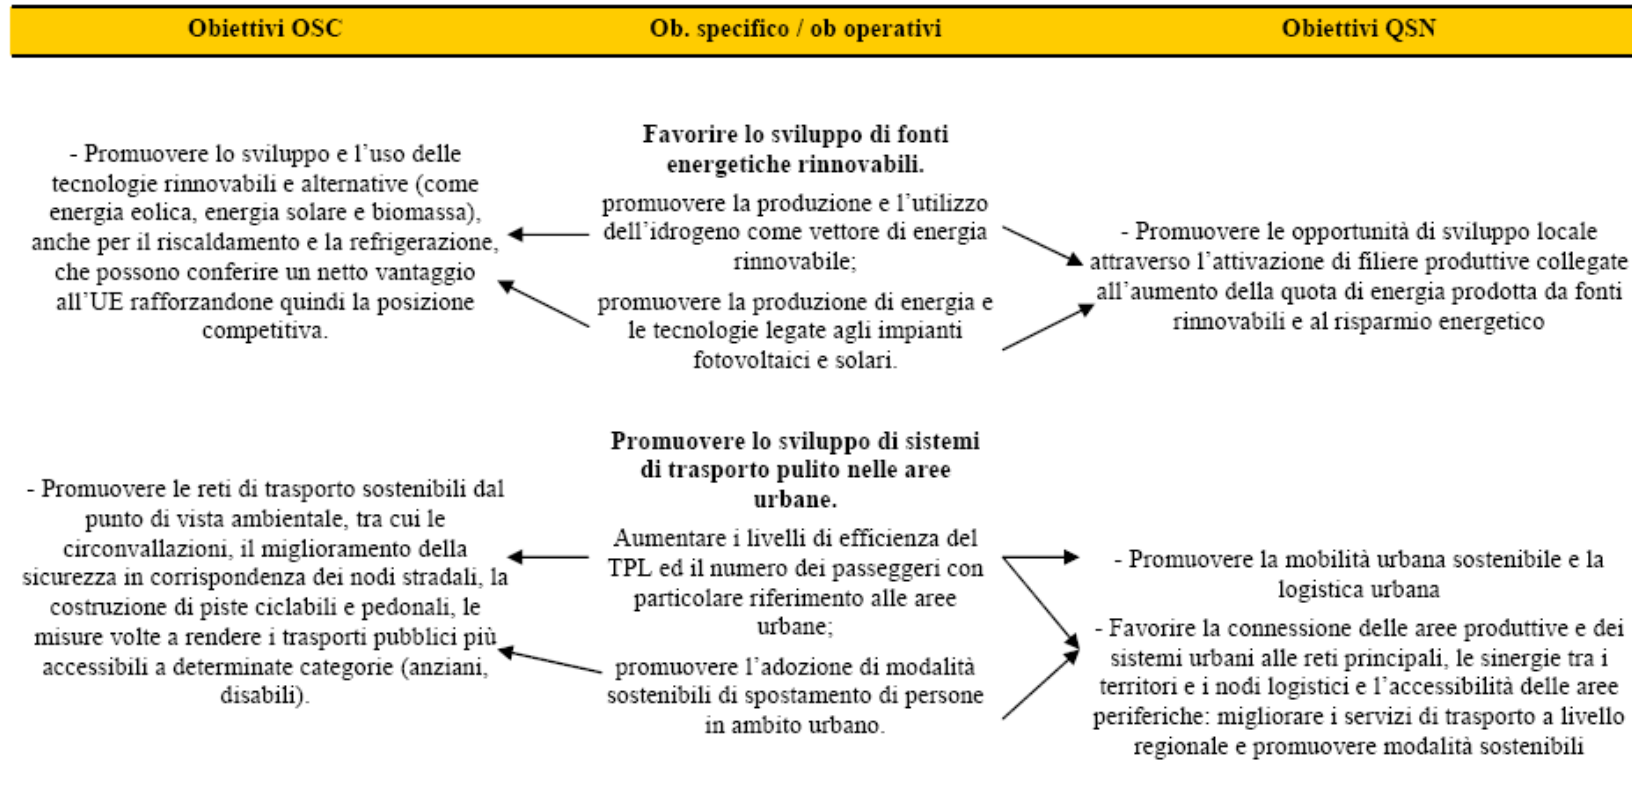 Obiettivi OSC
Ob. specifico / ob operativi
Obiettivi QSN
- Promuovere lo sviluppo e l’uso delle
tecnologie rinnovabili e alternative (come
energia eolica, energia solare e biomassa),
anche per il riscaldamento e la refrigerazione,
che possono conferire un netto vantaggio
all’UE rafforzandone quindi la posizione
competitiva.
Favorire lo sviluppo di fonti
energetiche rinnovabili.
promuovere la produzione e l’utilizzo
dell’idrogeno come vettore di energia
rinnovabile;
promuovere la produzione di energia e
le tecnologie legate agli impianti
fotovoltaici e solari.
- Promuovere le opportunità di sviluppo locale
attraverso l’attivazione di filiere produttive collegate
all’aumento della quota di energia prodotta da fonti
rinnovabili e al risparmio energetico
- Promuovere le reti di trasporto sostenibili dal
punto di vista ambientale, tra cui le
circonvallazioni, il miglioramento della
sicurezza in corrispondenza dei nodi stradali, la
costruzione di piste ciclabili e pedonali, le
misure volte a rendere i trasporti pubblici più
accessibili a determinate categorie (anziani,
disabili).
Promuovere lo sviluppo di sistemi
di trasporto pulito nelle aree
urbane.
Aumentare i livelli di efficienza del
TPL ed il numero dei passeggeri con
particolare riferimento alle aree
urbane;
promuovere l’adozione di modalità
sostenibili di spostamento di persone
in ambito urbano.
- Promuovere la mobilità urbana sostenibile e la
logistica urbana
- Favorire la connessione delle aree produttive e dei
sistemi urbani alle reti principali, le sinergie tra i
territori e i nodi logistici e l’accessibilità delle aree
periferiche: migliorare i servizi di trasporto a livello
regionale e promuovere modalità sostenibili